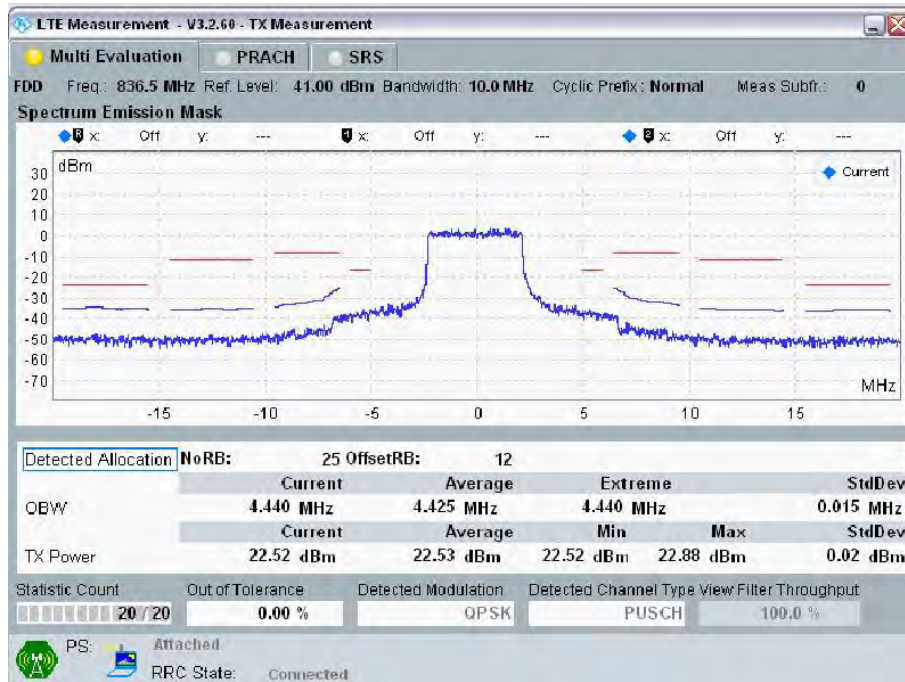 LTE Measurement - V3.2.60 - TX Measurement
Multi Evaluation PRACH SRS
FDD Freq.: 836.5 MHz Ref. Level: 41.00 dBm Bandwidth: 10.0 MHz Cyclic Prefix: Normal Meas Subfr.: 0
Spectrum Emission Mask
R x: Off y: --- 1 x: Off y: --- 2 x: Off y: ---
dBm
Current
30
20
10
0
-10
-20
-30
-40
-50
-60
-70
MHz
-15 -10 -5 0 5 10 15
Detected Allocation NoRB: 25 OffsetRB: 12
Current Average Extreme StdDev
OBW 4.440 MHz 4.425 MHz 4.440 MHz 0.015 MHz
Current Average Min Max StdDev
TX Power 22.52 dBm 22.53 dBm 22.52 dBm 22.88 dBm 0.02 dBm
Statistic Count Out of Tolerance Detected Modulation Detected Channel Type View Filter Throughput
20 / 20 0.00 % QPSK PUSCH 100.0 %
PS: Attached
RRC State: Connected